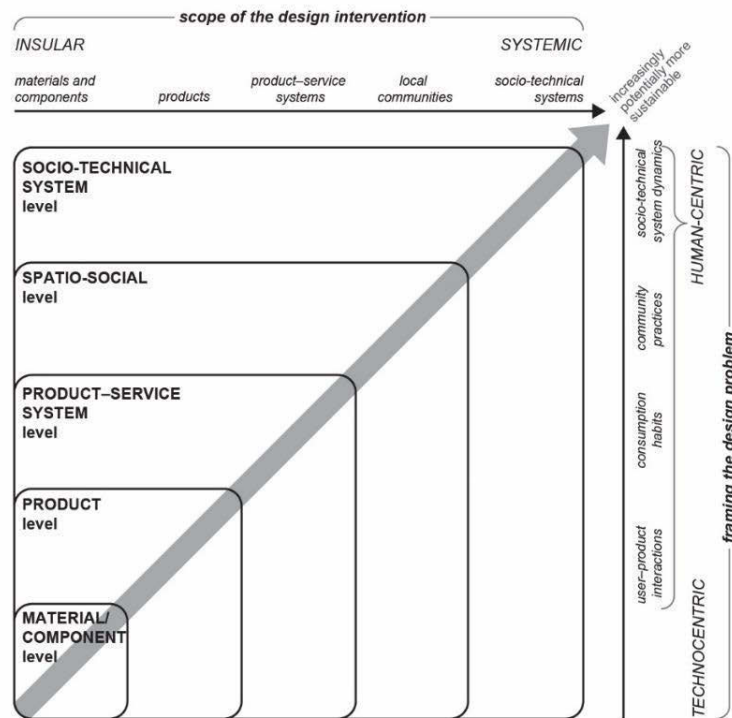 scope of the design intervention
INSULAR
SYSTEMIC
materials and
components
products
product–service
systems
local
communities
socio-technical
systems
increasingly
potentially more
sustainable
SOCIO-TECHNICAL
SYSTEM
level
SPATIO-SOCIAL
level
PRODUCT–SERVICE
SYSTEM
level
PRODUCT
level
MATERIAL/
COMPONENT
level
socio-technical
system dynamics
community
practices
consumption
habits
user–product
interactions
HUMAN-CENTRIC
TECHNOCENTRIC
framing the design problem